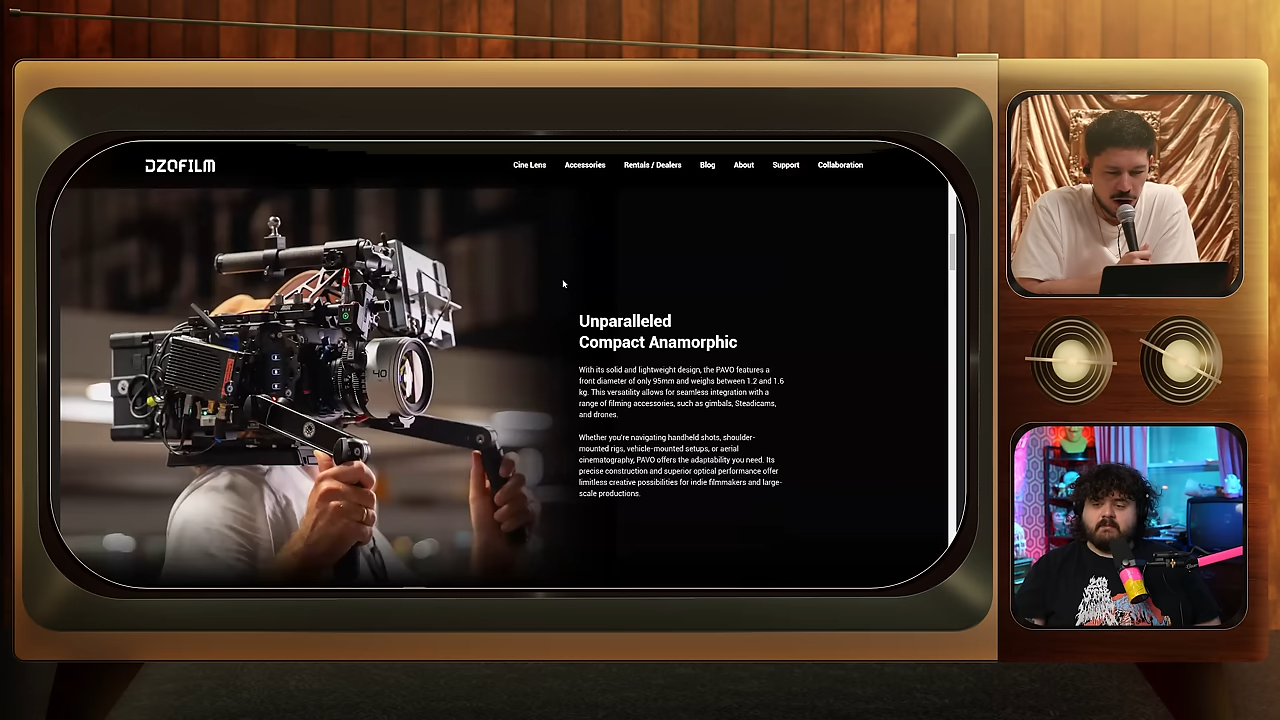 DZOFILM
Cine Lens Accessories Rentals / Dealers Blog About Support Collaboration
40
Unparalleled
Compact Anamorphic
With its solid and lightweight design, the PAVO features a
front diameter of only 95mm and weighs between 1.2 and 1.6
kg. This versatility allows for seamless integration with a
range of filming accessories, such as gimbals, Steadicams,
and drones.
Whether you're navigating handheld shots, shoulder-
mounted rigs, vehicle-mounted setups, or aerial
cinematography, PAVO offers the adaptability you need. Its
precise construction and superior optical performance offer
limitless creative possibilities for indie filmmakers and large-
scale productions.